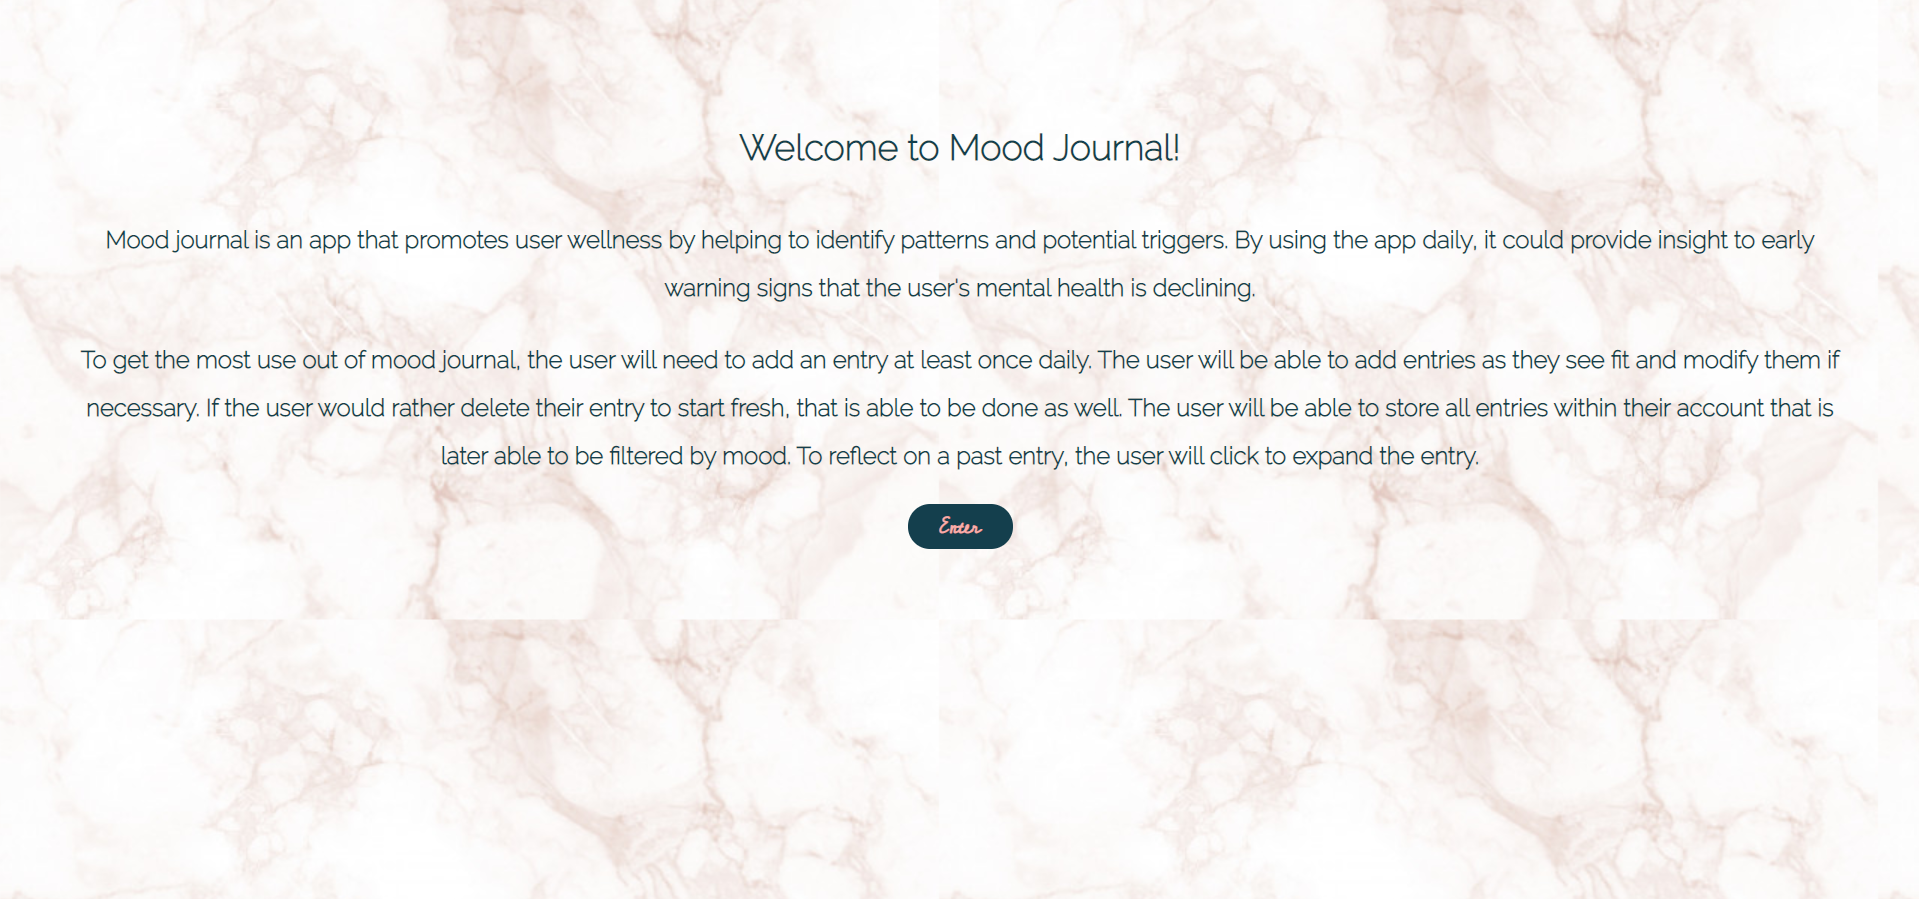 Welcome to Mood Journal!
Mood journal is an app that promotes user wellness by helping to identify patterns and potential triggers. By using the app daily, it could provide insight to early
warning signs that the user's mental health is declining.
To get the most use out of mood journal, the user will need to add an entry at least once daily. The user will be able to add entries as they see fit and modify them if
necessary. If the user would rather delete their entry to start fresh, that is able to be done as well. The user will be able to store all entries within their account that is
later able to be filtered by mood. To reflect on a past entry, the user will click to expand the entry.
Enter